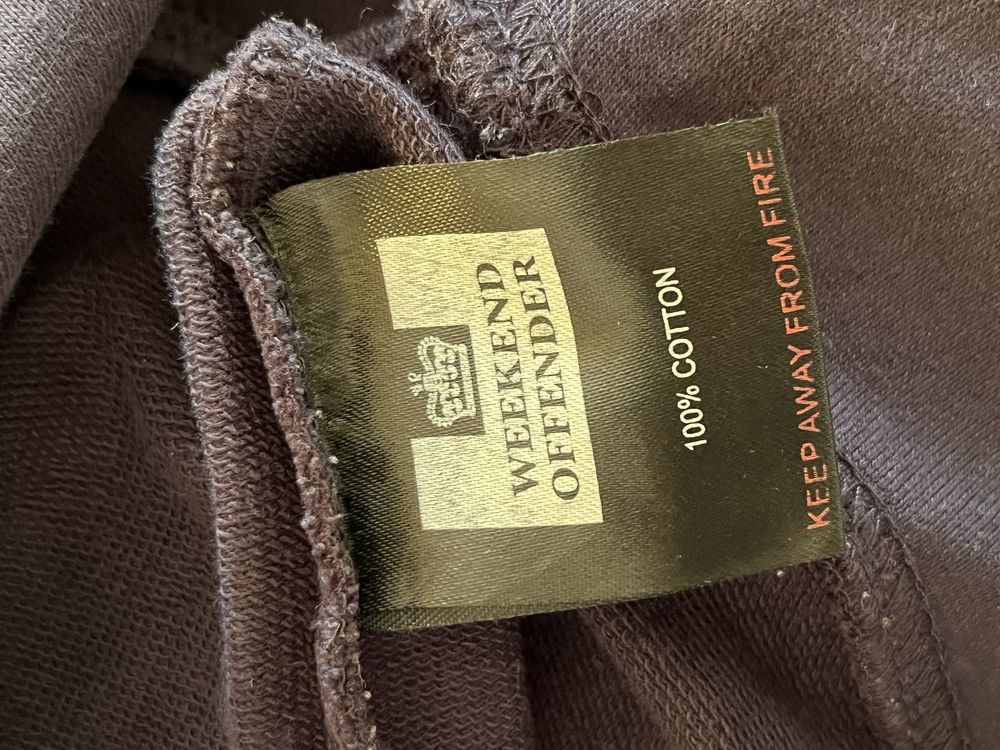 WEEKEND
OFFENDER
100% COTTON
KEEP AWAY FROM FIRE